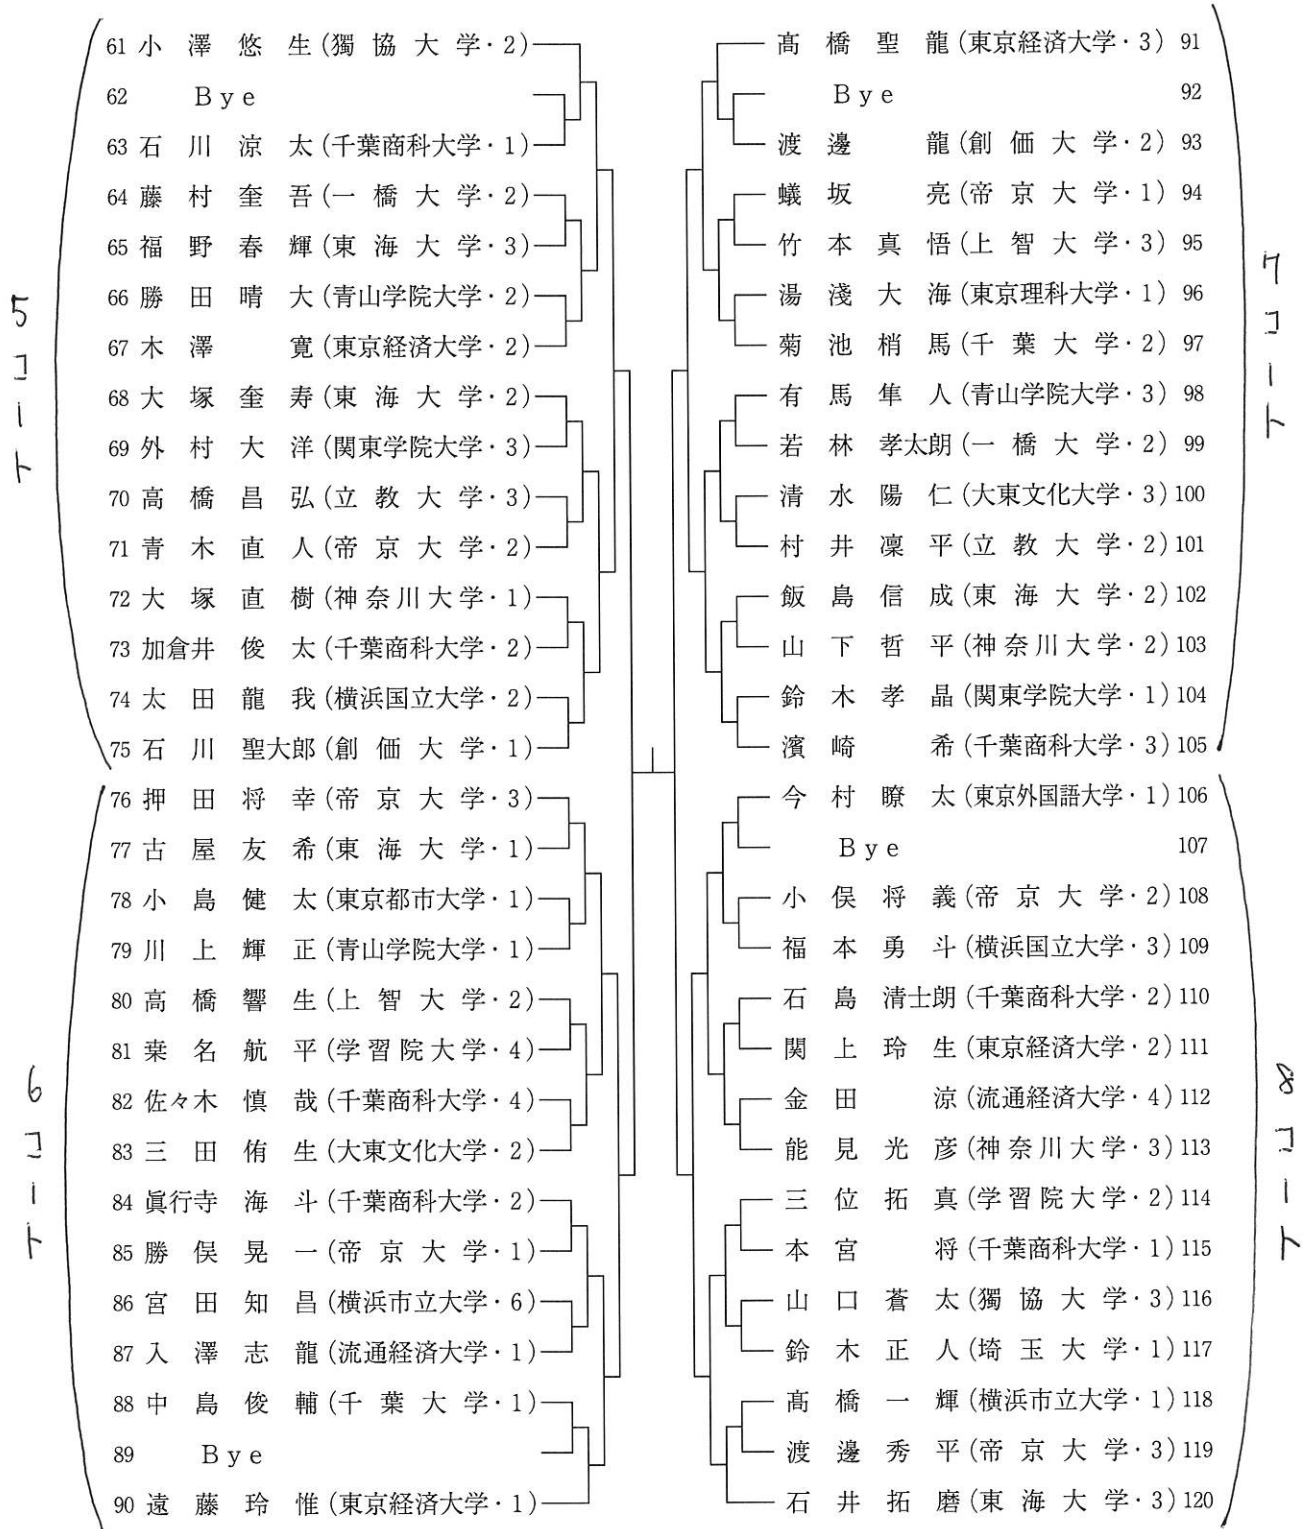 5コート
61 小澤悠生(獨協大学・2)
62 Bye
63 石川涼太(千葉商科大学・1)
64 藤村奎吾(一橋大学・2)
65 福野春輝(東海大学・3)
66 勝田晴大(青山学院大学・2)
67 木澤寛(東京経済大学・2)
68 大塚奎寿(東海大学・2)
69 外村大洋(関東学院大学・3)
70 高橋昌弘(立教大学・3)
71 青木直人(帝京大学・2)
72 大塚直樹(神奈川大学・1)
73 加倉井俊太(千葉商科大学・2)
74 太田龍我(横浜国立大学・2)
75 石川聖大郎(創価大学・1)
6コート
76 押田将幸(帝京大学・3)
77 古屋友希(東海大学・1)
78 小島健太(東京都市大学・1)
79 川上輝正(青山学院大学・1)
80 高橋響生(上智大学・2)
81 桒名航平(学習院大学・4)
82 佐々木慎哉(千葉商科大学・4)
83 三田侑生(大東文化大学・2)
84 眞行寺海斗(千葉商科大学・2)
85 勝俣晃一(帝京大学・1)
86 宮田知昌(横浜市立大学・6)
87 入澤志龍(流通経済大学・1)
88 中島俊輔(千葉大学・1)
89 Bye
90 遠藤玲惟(東京経済大学・1)
7コート
髙橋聖龍(東京経済大学・3) 91
Bye 92
渡邊龍(創価大学・2) 93
蟻坂亮(帝京大学・1) 94
竹本真悟(上智大学・3) 95
湯淺大海(東京理科大学・1) 96
菊池梢馬(千葉大学・2) 97
有馬隼人(青山学院大学・3) 98
若林孝太朗(一橋大学・2) 99
清水陽仁(大東文化大学・3) 100
村井凜平(立教大学・2) 101
飯島信成(東海大学・2) 102
山下哲平(神奈川大学・2) 103
鈴木孝晶(関東学院大学・1) 104
濱崎希(千葉商科大学・3) 105
8コート
今村瞭太(東京外国語大学・1) 106
Bye 107
小俣将義(帝京大学・2) 108
福本勇斗(横浜国立大学・3) 109
石島清士朗(千葉商科大学・2) 110
関上玲生(東京経済大学・2) 111
金田涼(流通経済大学・4) 112
能見光彦(神奈川大学・3) 113
三位拓真(学習院大学・2) 114
本宮将(千葉商科大学・1) 115
山口蒼太(獨協大学・3) 116
鈴木正人(埼玉大学・1) 117
髙橋一輝(横浜市立大学・1) 118
渡邊秀平(帝京大学・3) 119
石井拓磨(東海大学・3) 120